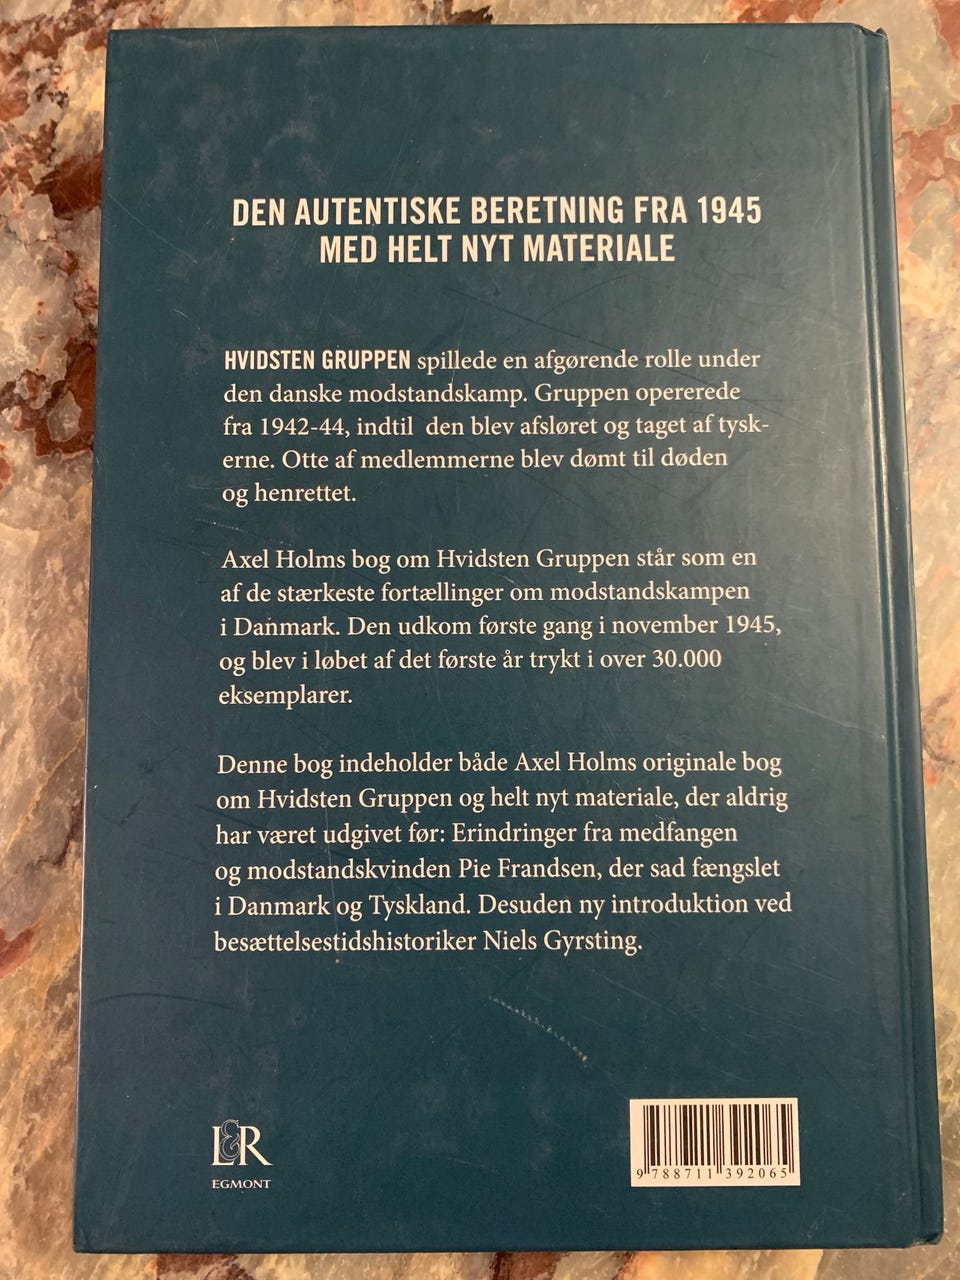 DEN AUTENTISKE BERETNING FRA 1945
MED HELT NYT MATERIALE
HVIDSTEN GRUPPEN spillede en afgørende rolle under
den danske modstandskamp. Gruppen opererede
fra 1942-44, indtil den blev afsløret og taget af tysk-
erne. Otte af medlemmerne blev dømt til døden
og henrettet.
Axel Holms bog om Hvidsten Gruppen står som en
af de stærkeste fortællinger om modstandskampen
i Danmark. Den udkom første gang i november 1945,
og blev i løbet af det første år trykt i over 30.000
eksemplarer.
Denne bog indeholder både Axel Holms originale bog
om Hvidsten Gruppen og helt nyt materiale, der aldrig
har været udgivet før: Erindringer fra medfangen
og modstandskvinden Pie Frandsen, der sad fængslet
i Danmark og Tyskland. Desuden ny introduktion ved
besættelsestidshistoriker Niels Gyrsting.
L&R
EGMONT
9 788711 392065